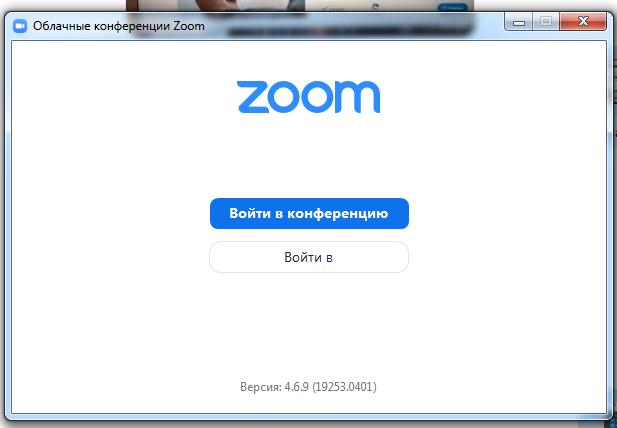 Облачные конференции Zoom
zoom
Войти в конференцию
Войти в
Версия: 4.6.9 (19253.0401)